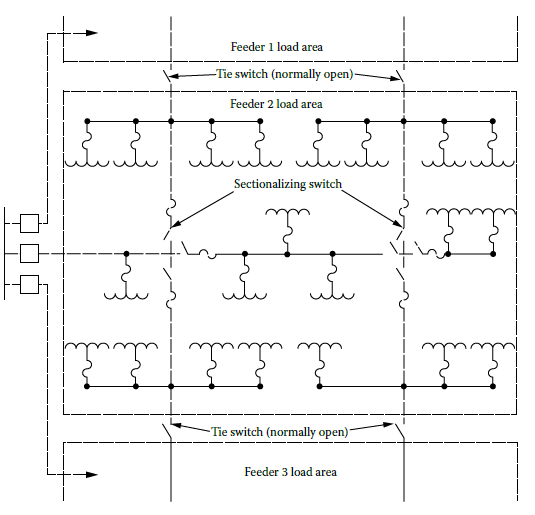 Feeder 1 load area
Tie switch (normally open)
Feeder 2 load area
Sectionalizing switch
Tie switch (normally open)
Feeder 3 load area